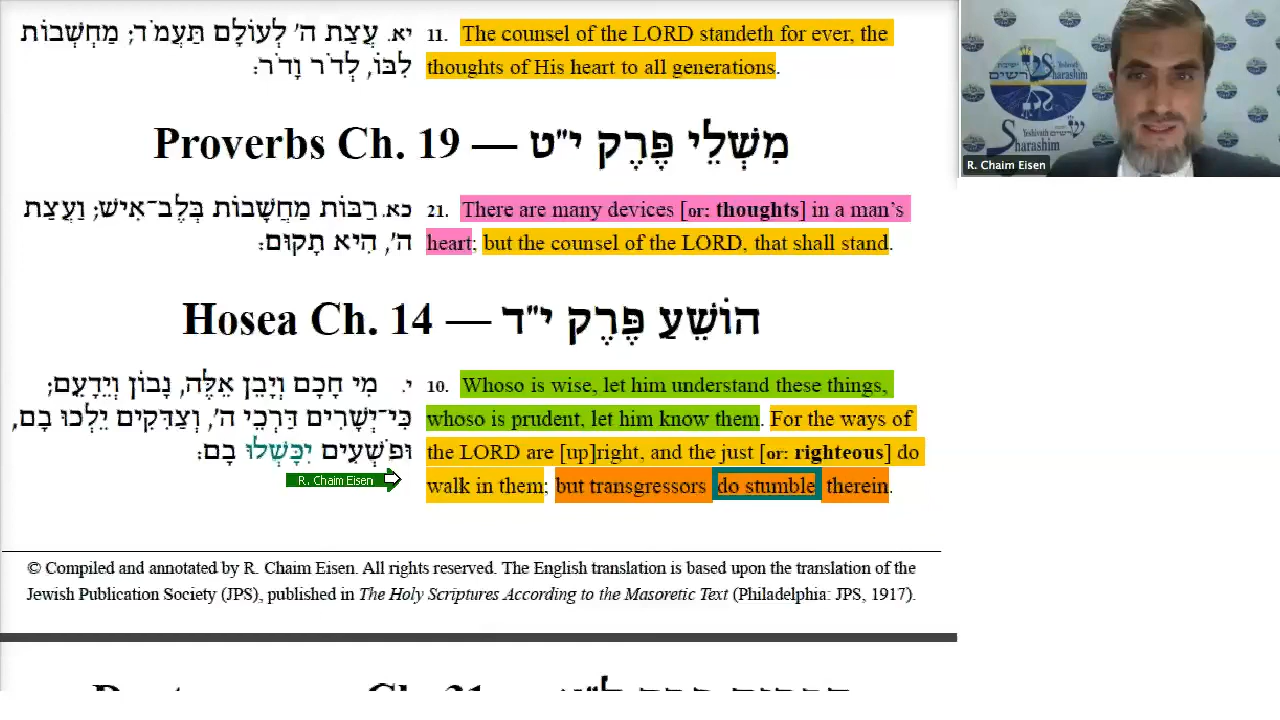 יא. עֲצַת ה' לְעוֹלָם תַּעֲמֹד; מַחְשְׁבוֹת
לִבּוֹ, לְדֹר וָדֹר:
11. The counsel of the LORD standeth for ever, the
thoughts of His heart to all generations.
Proverbs Ch. 19 — מִשְׁלֵי פֶּרֶק י"ט
כא. רַבּוֹת מַחֲשָׁבוֹת בְּלֶב־אִישׁ; וַעֲצַת
ה', הִיא תָקוּם:
21. There are many devices [or: thoughts] in a man's
heart; but the counsel of the LORD, that shall stand.
Hosea Ch. 14 — הוֹשֵׁעַ פֶּרֶק י"ד
י. מִי חָכָם וְיָבֵן אֵלֶּה, נָבוֹן וְיֵדָעֵם;
כִּי־יְשָׁרִים דַּרְכֵי ה', וְצַדִּקִים יֵלְכוּ בָם,
וּפֹשְׁעִים יִכָּשְׁלוּ בָם:
10. Whoso is wise, let him understand these things,
whoso is prudent, let him know them. For the ways of
the LORD are [up]right, and the just [or: righteous] do
walk in them; but transgressors do stumble therein.
R. Chaim Eisen
© Compiled and annotated by R. Chaim Eisen. All rights reserved. The English translation is based upon the translation of the
Jewish Publication Society (JPS), published in The Holy Scriptures According to the Masoretic Text (Philadelphia: JPS, 1917).
ישיבת
שרשים
Yeshivath
Sharashim
Yeshivath שרשים
Sharashim
R. Chaim Eisen